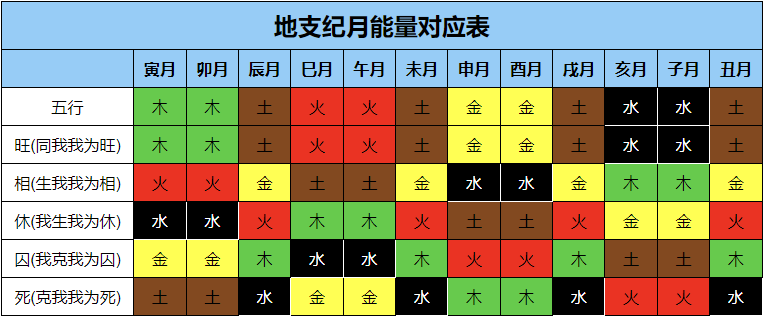 地支纪月能量对应表
寅月 卯月 辰月 巳月 午月 未月 申月 酉月 戌月 亥月 子月 丑月
五行 木 木 土 火 火 土 金 金 土 水 水 土
旺(同我我为旺) 木 木 土 火 火 土 金 金 土 水 水 土
相(生我我为相) 火 火 金 土 土 金 水 水 金 木 木 金
休(我生我为休) 水 水 火 木 木 火 土 土 火 金 金 火
囚(我克我为囚) 金 金 木 水 水 木 火 火 木 土 土 木
死(克我我为死) 土 土 水 金 金 水 木 木 水 火 火 水